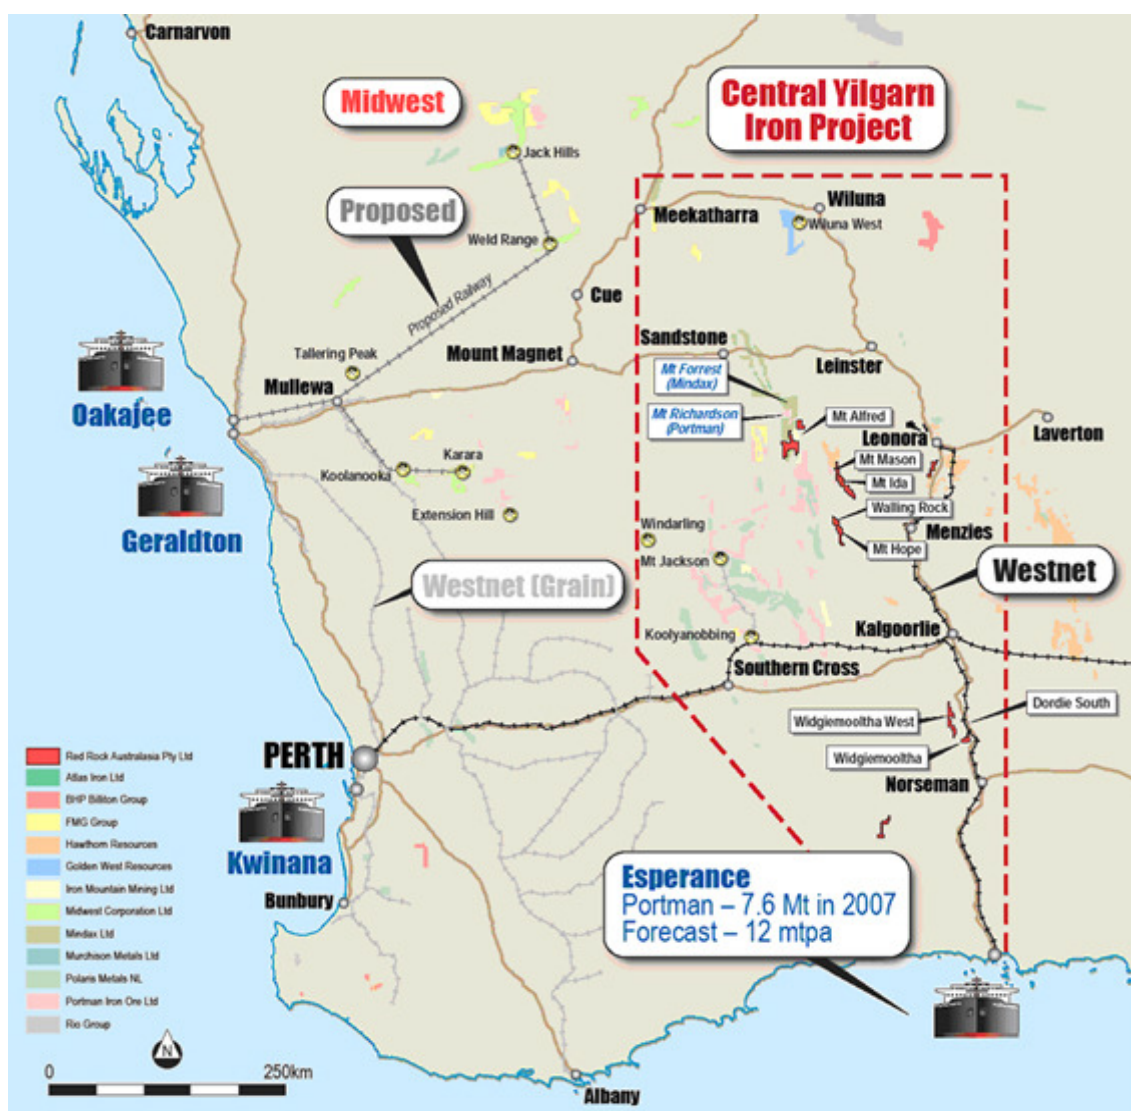 Carnarvon
Midwest
Central Yilgarn
Iron Project
Jack Hills
Proposed
Meekatharra
Wiluna
Wiluna West
Weld Range
Proposed Railway
Cue
Sandstone
Tallering Peak
Mount Magnet
Leinster
Mt Forrest
(Mindax)
Mullewa
Oakajee
Mt Richardson
(Portman)
Mt Alfred
Leonora
Laverton
Mt Mason
Karara
Koolanooka
Mt Ida
Geraldton
Extension Hill
Walling Rock
Windarling
Menzies
Mt Hope
Mt Jackson
Westnet
Westnet (Grain)
Koolyanobbing
Kalgoorlie
Southern Cross
Dordie South
Widgiemooltha West
Widgiemooltha
PERTH
Norseman
Kwinana
Bunbury
Red Rock Australasia Pty Ltd
Atlas Iron Ltd
BHP Billiton Group
FMG Group
Hawthorn Resources
Golden West Resources
Iron Mountain Mining Ltd
Midwest Corporation Ltd
Mindax Ltd
Murchison Metals Ltd
Polaris Metals NL
Portman Iron Ore Ltd
Rio Group
Esperance
Portman – 7.6 Mt in 2007
Forecast – 12 mtpa
N
0 250km
Albany